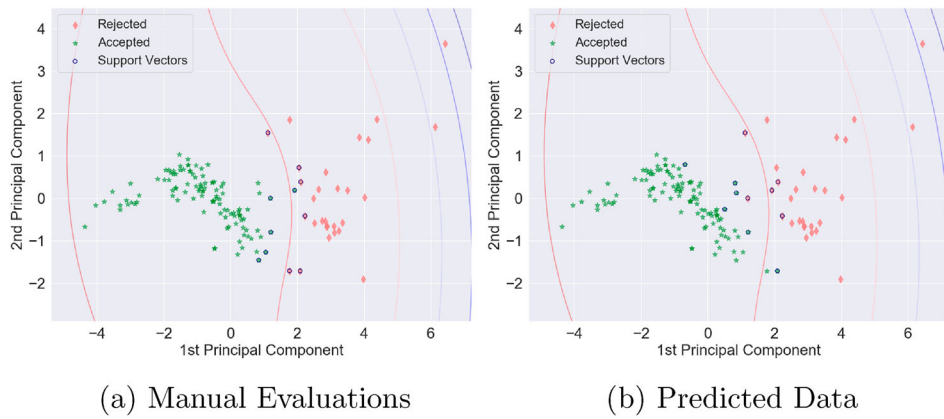 Rejected
Accepted
Support Vectors
4
3
2
1
0
−1
−2
2nd Principal Component
−4
−2
0
2
4
6
1st Principal Component
(a) Manual Evaluations
Rejected
Accepted
Support Vectors
4
3
2
1
0
−1
−2
2nd Principal Component
−4
−2
0
2
4
6
1st Principal Component
(b) Predicted Data